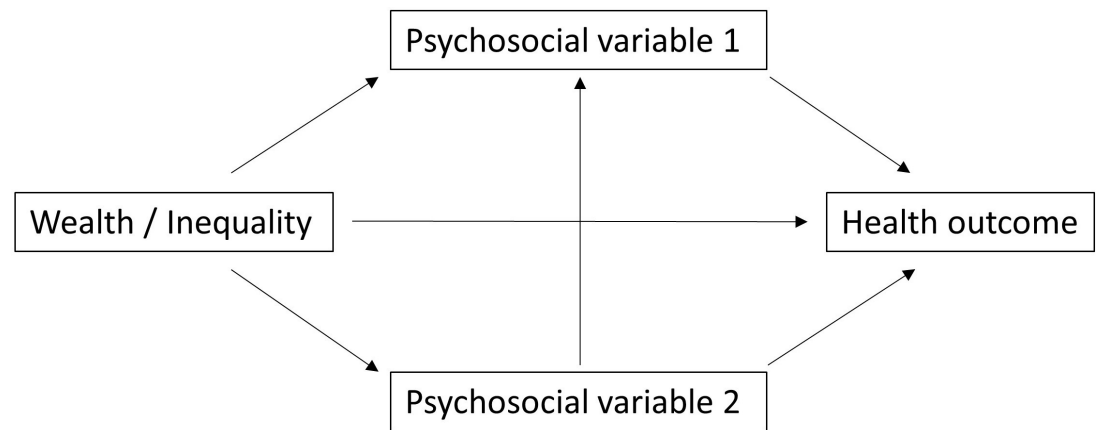 Psychosocial variable 1
Wealth / Inequality
Health outcome
Psychosocial variable 2